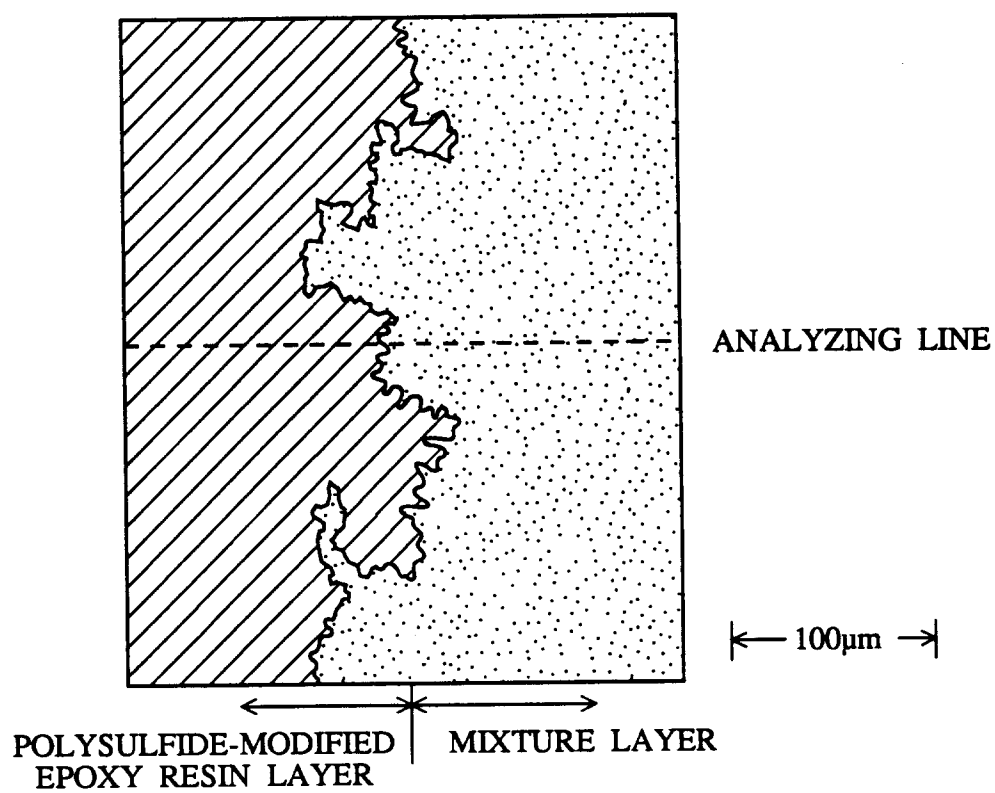 ANALYZING LINE
100μm
POLYSULFIDE-MODIFIED
EPOXY RESIN LAYER
MIXTURE LAYER